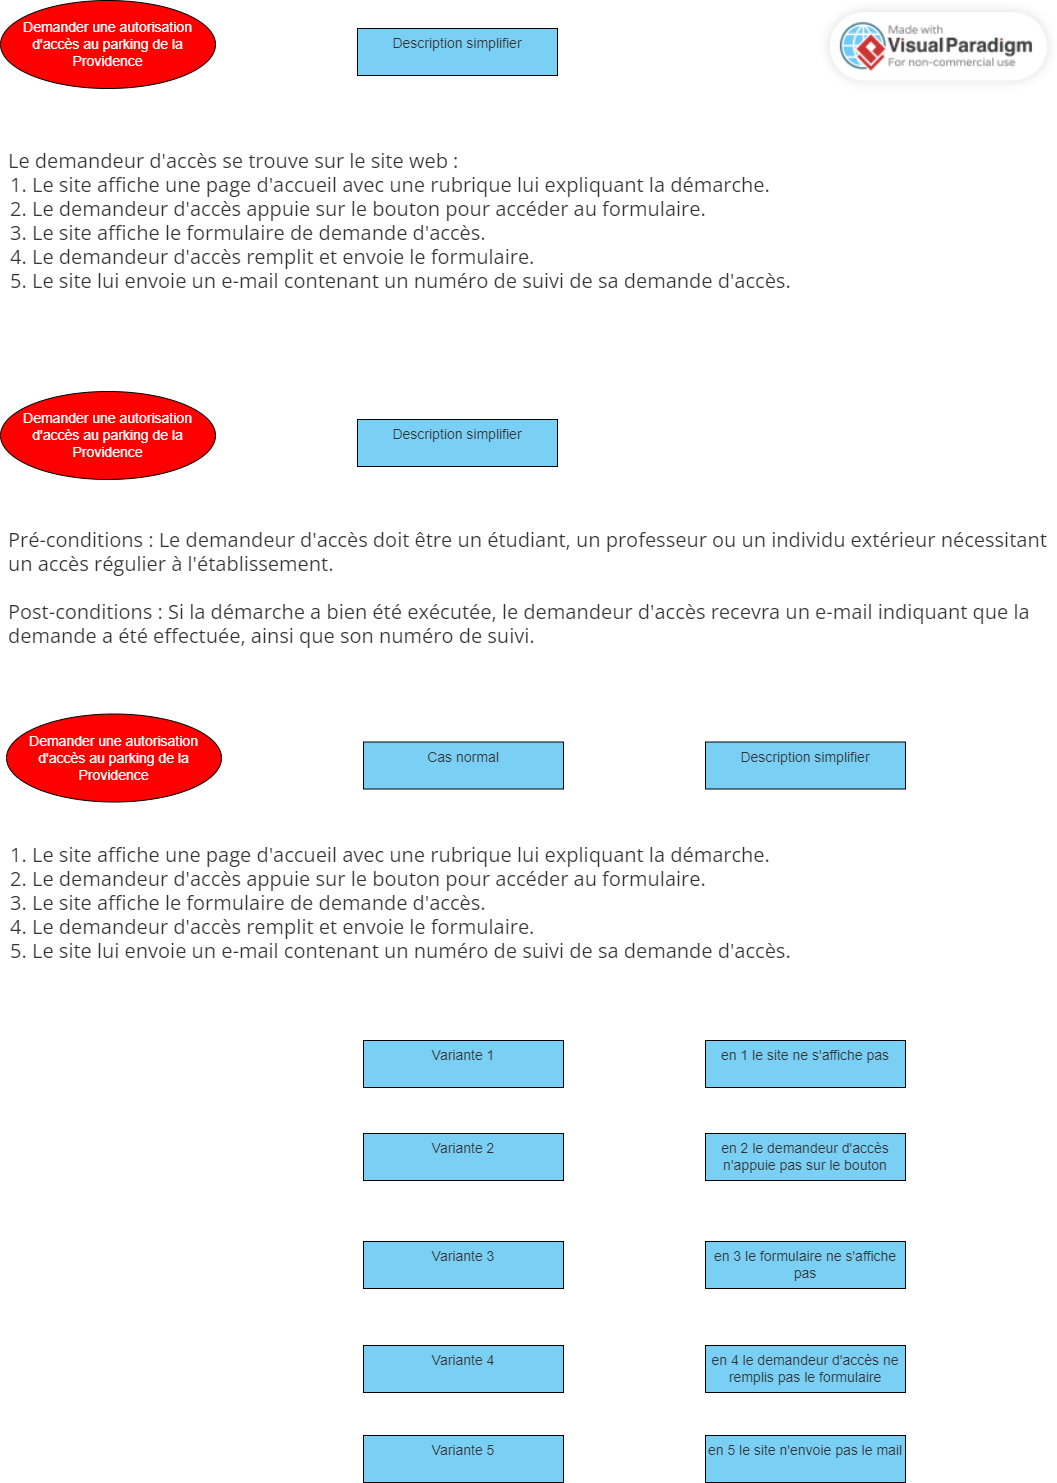 Demander une autorisation
d'accès au parking de la
Providence
Description simplifier
Made with
Visual Paradigm
For non-commercial use
Le demandeur d'accès se trouve sur le site web :
1. Le site affiche une page d'accueil avec une rubrique lui expliquant la démarche.
2. Le demandeur d'accès appuie sur le bouton pour accéder au formulaire.
3. Le site affiche le formulaire de demande d'accès.
4. Le demandeur d'accès remplit et envoie le formulaire.
5. Le site lui envoie un e-mail contenant un numéro de suivi de sa demande d'accès.
Demander une autorisation
d'accès au parking de la
Providence
Description simplifier
Pré-conditions : Le demandeur d'accès doit être un étudiant, un professeur ou un individu extérieur nécessitant
un accès régulier à l'établissement.
Post-conditions : Si la démarche a bien été exécutée, le demandeur d'accès recevra un e-mail indiquant que la
demande a été effectuée, ainsi que son numéro de suivi.
Demander une autorisation
d'accès au parking de la
Providence
Cas normal
Description simplifier
1. Le site affiche une page d'accueil avec une rubrique lui expliquant la démarche.
2. Le demandeur d'accès appuie sur le bouton pour accéder au formulaire.
3. Le site affiche le formulaire de demande d'accès.
4. Le demandeur d'accès remplit et envoie le formulaire.
5. Le site lui envoie un e-mail contenant un numéro de suivi de sa demande d'accès.
Variante 1
en 1 le site ne s'affiche pas
Variante 2
en 2 le demandeur d'accès
n'appuie pas sur le bouton
Variante 3
en 3 le formulaire ne s'affiche
pas
Variante 4
en 4 le demandeur d'accès ne
remplis pas le formulaire
Variante 5
en 5 le site n'envoie pas le mail